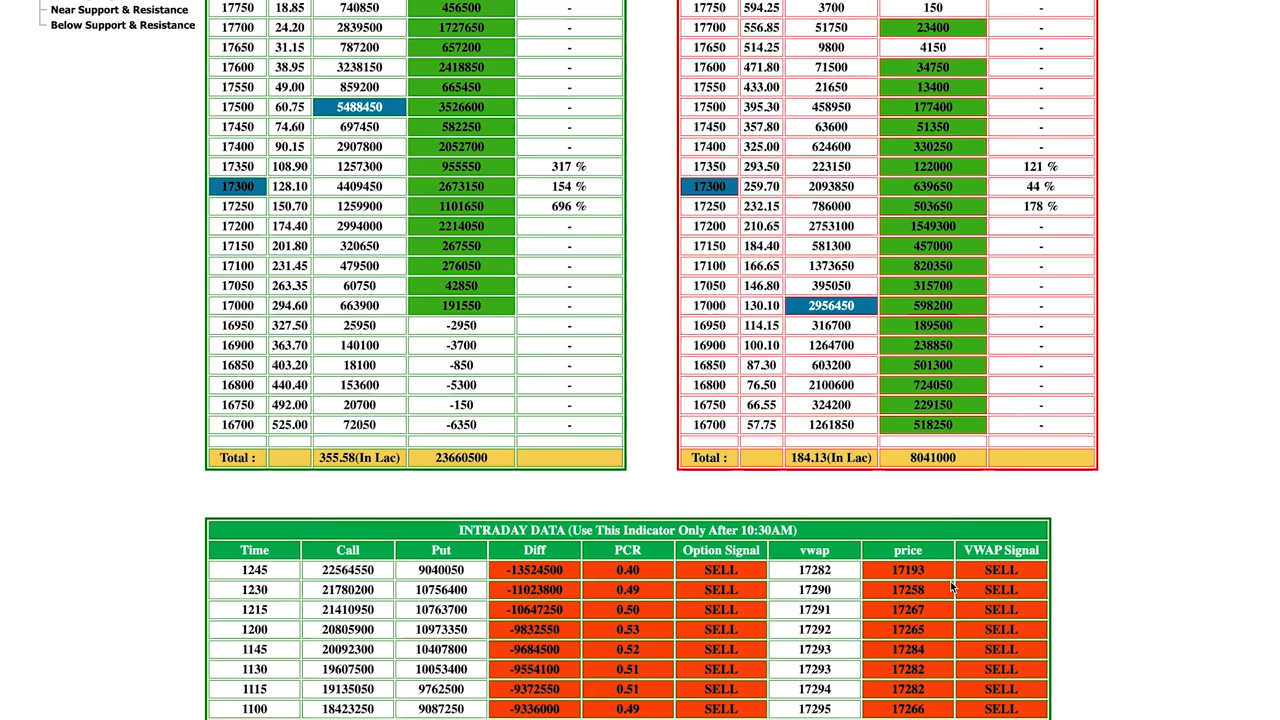 Near Support & Resistance
Below Support & Resistance
17750 18.85 740850 456500 -
17700 24.20 2839500 1727650 -
17650 31.15 787200 657200 -
17600 38.95 3238150 2418850 -
17550 49.00 859200 665450 -
17500 60.75 5488450 3526600 -
17450 74.60 697450 582250 -
17400 90.15 2907800 2052700 -
17350 108.90 1257300 955550 317 %
17300 128.10 4409450 2673150 154 %
17250 150.70 1259900 1101650 696 %
17200 174.40 2994000 2214050 -
17150 201.80 320650 267550 -
17100 231.45 479500 276050 -
17050 263.35 60750 42850 -
17000 294.60 663900 191550 -
16950 327.50 25950 -2950 -
16900 363.70 140100 -3700 -
16850 403.20 18100 -850 -
16800 440.40 153600 -5300 -
16750 492.00 20700 -150 -
16700 525.00 72050 -6350 -
Total : 355.58(In Lac) 23660500
17750 594.25 3700 150 -
17700 556.85 51750 23400 -
17650 514.25 9800 4150 -
17600 471.80 71500 34750 -
17550 433.00 21650 13400 -
17500 395.30 458950 177400 -
17450 357.80 63600 51350 -
17400 325.00 624600 330250 -
17350 293.50 223150 122000 121 %
17300 259.70 2093850 639650 44 %
17250 232.15 786000 503650 178 %
17200 210.65 2753100 1549300 -
17150 184.40 581300 457000 -
17100 166.65 1373650 820350 -
17050 146.80 395050 315700 -
17000 130.10 2956450 598200 -
16950 114.15 316700 189500 -
16900 100.10 1264700 238850 -
16850 87.30 603200 501300 -
16800 76.50 2100600 724050 -
16750 66.55 324200 229150 -
16700 57.75 1261850 518250 -
Total : 184.13(In Lac) 8041000
INTRADAY DATA (Use This Indicator Only After 10:30AM)
Time Call Put Diff PCR Option Signal vwap price VWAP Signal
1245 22564550 9040050 -13524500 0.40 SELL 17282 17193 SELL
1230 21780200 10756400 -11023800 0.49 SELL 17290 17258 SELL
1215 21410950 10763700 -10647250 0.50 SELL 17291 17267 SELL
1200 20805900 10973350 -9832550 0.53 SELL 17292 17265 SELL
1145 20092300 10407800 -9684500 0.52 SELL 17293 17284 SELL
1130 19607500 10053400 -9554100 0.51 SELL 17293 17282 SELL
1115 19135050 9762500 -9372550 0.51 SELL 17294 17282 SELL
1100 18423250 9087250 -9336000 0.49 SELL 17295 17266 SELL